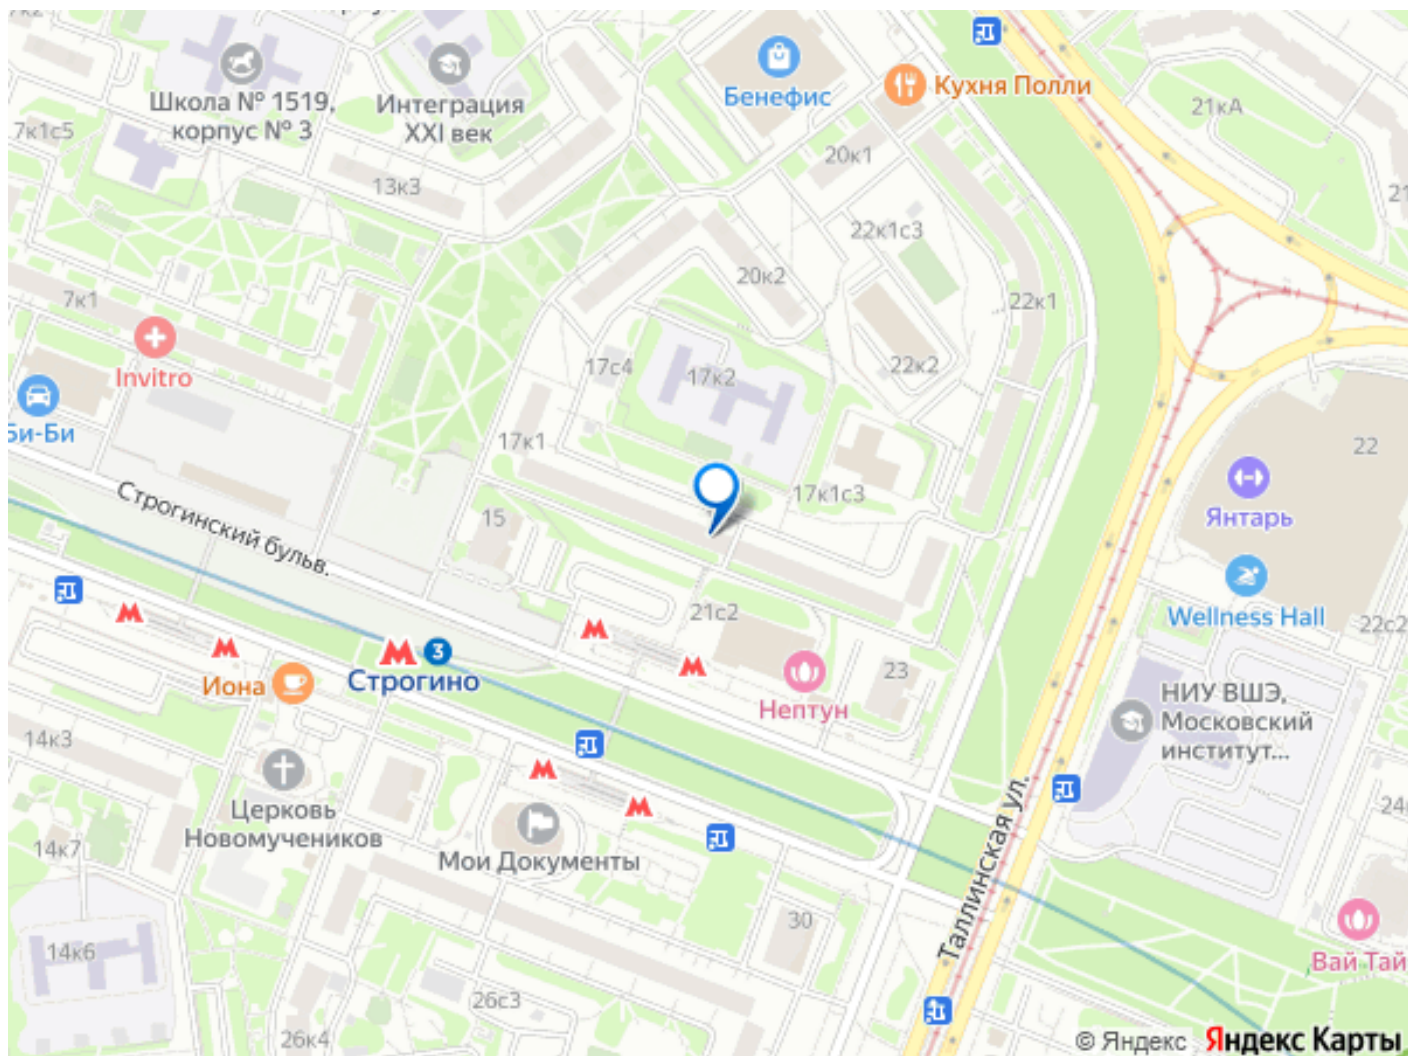 Школа № 1519,
корпус № 3
Интеграция
XXI век
Бенефис
Кухня Полли
21кА
7к1с5
13к3
20к1
22к1с3
20к2
22к1
7к1
Invitro
17с4
17к2
22к2
Би-Би
17к1
17к1с3
22
Янтарь
Строгинский бульв.
15
Wellness Hall
21с2
22с2
3
Строгино
Иона
23
Нептун
НИУ ВШЭ,
Московский
институт...
14к3
Церковь
Новомучеников
Мои Документы
14к7
Таллинская ул.
30
14к6
Вай Тай
26с3
26к4
© Яндекс Яндекс Карты